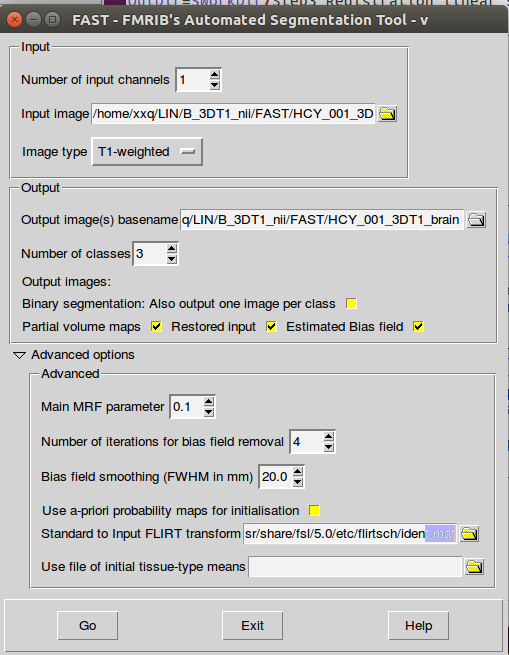 FAST - FMRIB's Automated Segmentation Tool - v
Input
Number of input channels 1
Input image /home/xxq/LIN/B_3DT1_nii/FAST/HCY_001_3D
Image type T1-weighted
Output
Output image(s) basename q/LIN/B_3DT1_nii/FAST/HCY_001_3DT1_brain
Number of classes 3
Output images:
Binary segmentation: Also output one image per class
Partial volume maps Restored input Estimated Bias field
Advanced options
Advanced
Main MRF parameter 0.1
Number of iterations for bias field removal 4
Bias field smoothing (FWHM in mm) 20.0
Use a-priori probability maps for initialisation
Standard to Input FLIRT transform sr/share/fsl/5.0/etc/flirtsch/ident.mat
Use file of initial tissue-type means
Go Exit Help